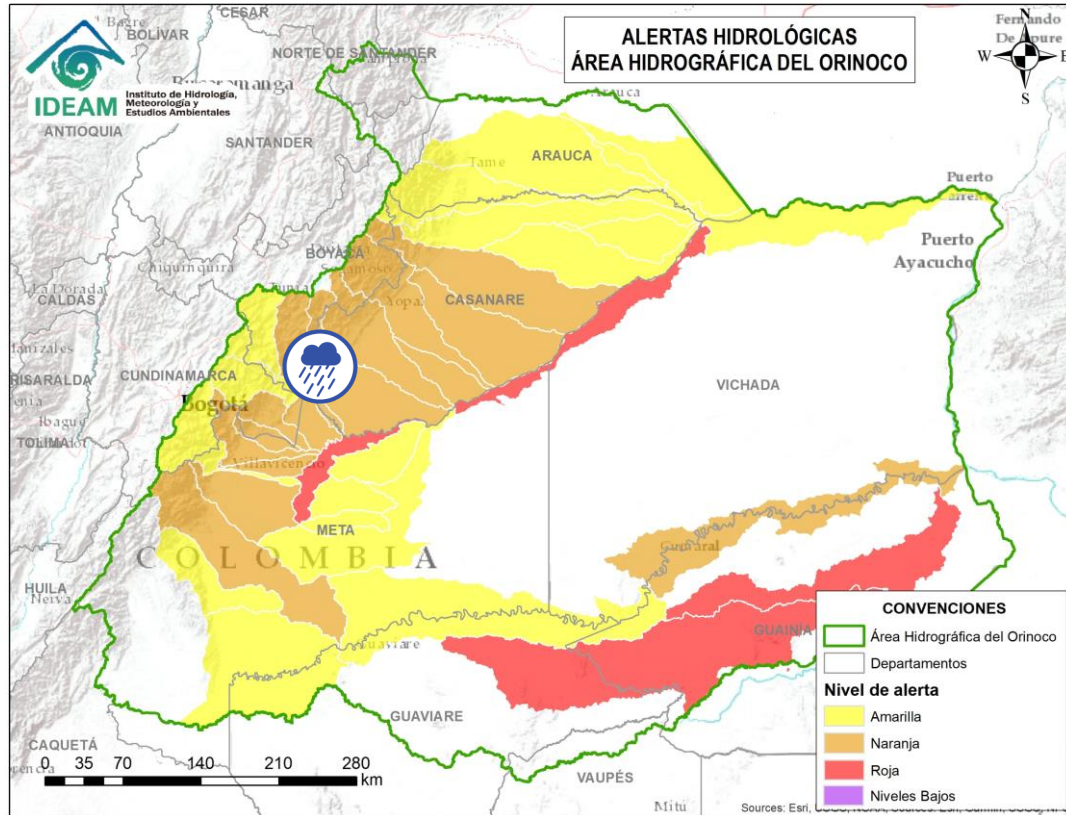 ALERTAS HIDROLÓGICAS
ÁREA HIDROGRÁFICA DEL ORINOCO
N
W
E
S
IDEAM
Instituto de Hidrología,
Meteorología y
Estudios Ambientales
CESAR
BOLÍVAR
NORTE DE SANTANDER
ANTIOQUIA
SANTANDER
Arauca
ARAUCA
Tame
Puerto
Puerto
Ayacucho
BOYACÁ
Chiquinquirá
La Dorada
CALDAS
Yopal
CASANARE
RISARALDA
CUNDINAMARCA
Bogotá
VICHADA
Ibagué
TOLIMA
Villavicencio
META
COLOMBIA
HUILA
Neiva
GUAINÍA
GUAVIARE
CAQUETÁ
VAUPÉS
Mitú
0 35 70 140 210 280
km
CONVENCIONES
Área Hidrográfica del Orinoco
Departamentos
Nivel de alerta
Amarilla
Naranja
Roja
Niveles Bajos